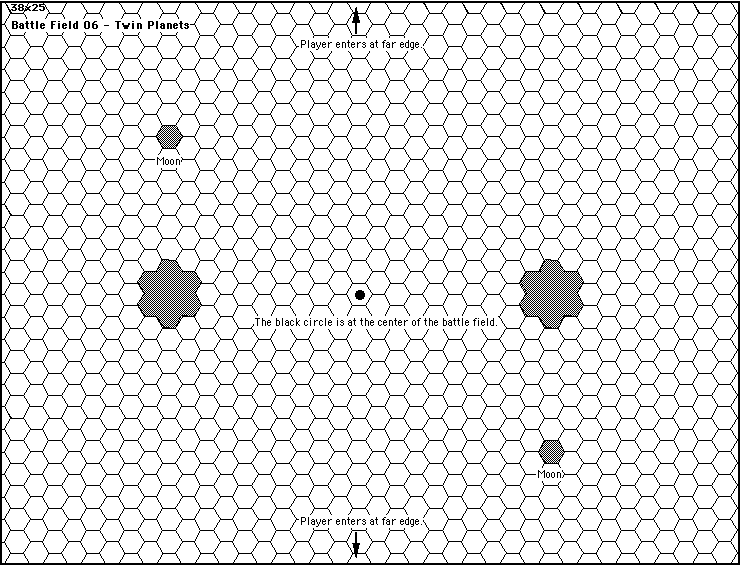 38x25
Battle Field 06 - Twin Planets
Player enters at far edge.
Moon
The black circle is at the center of the battle field.
Moon
Player enters at far edge.